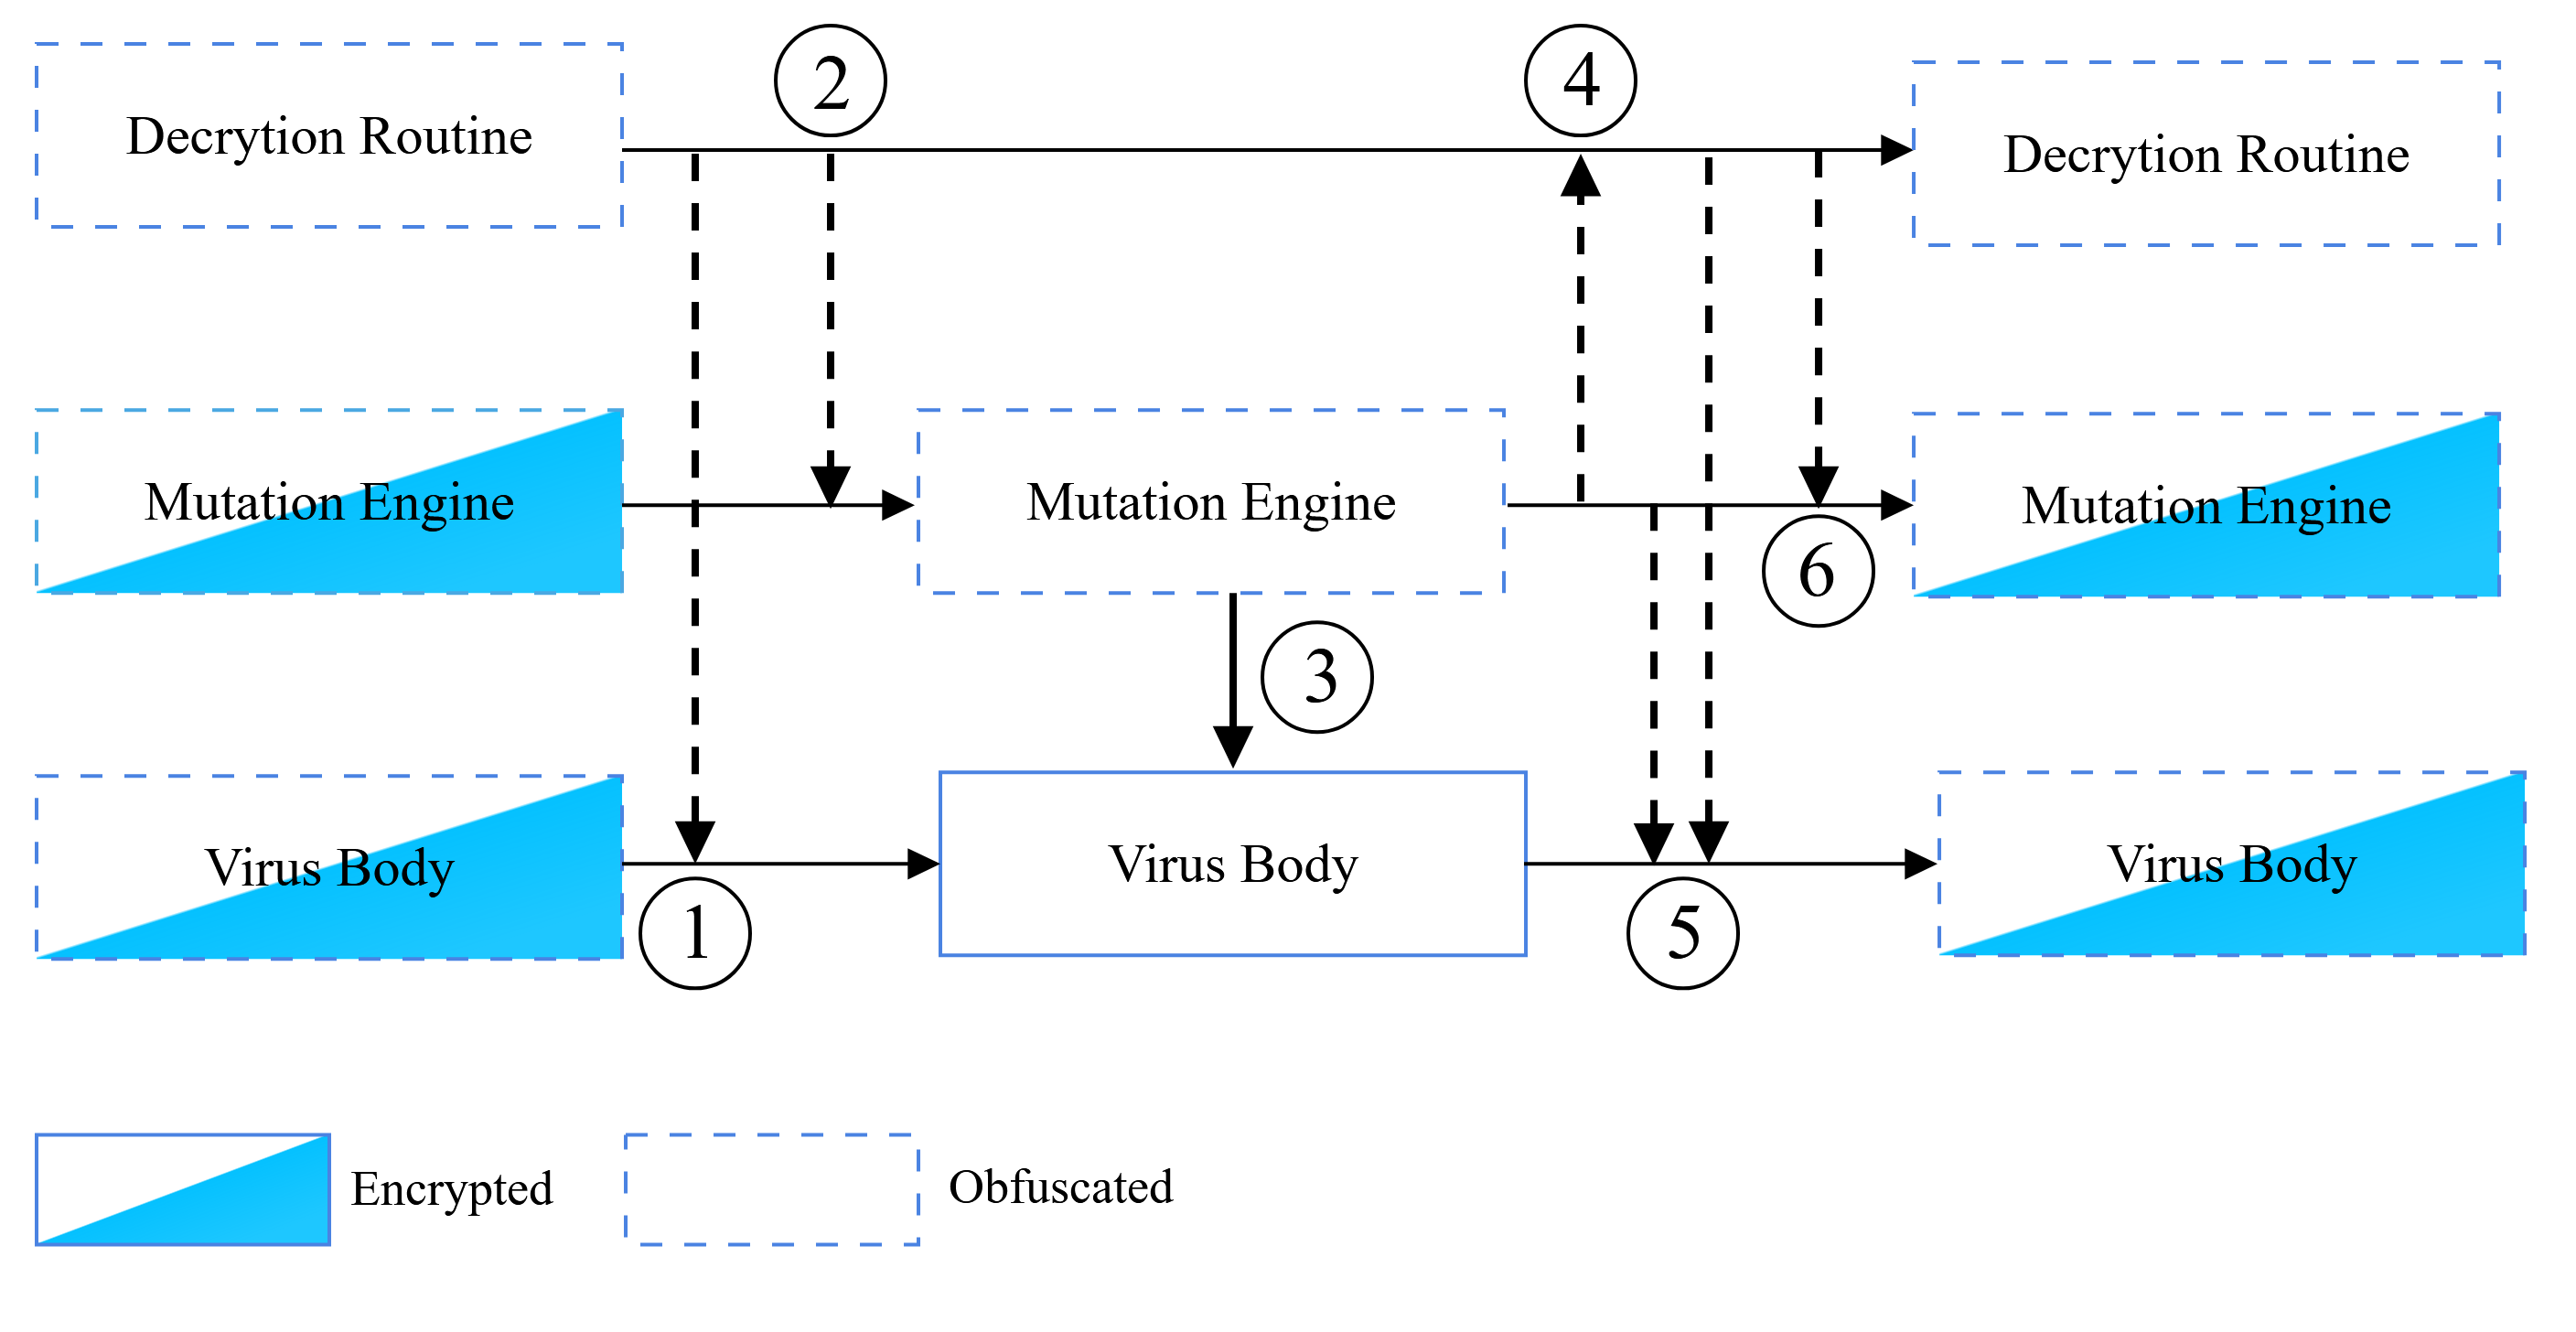 2
4
Decrytion Routine
Decrytion Routine
Mutation Engine
Mutation Engine
Mutation Engine
6
3
Virus Body
Virus Body
Virus Body
1
5
Encrypted
Obfuscated